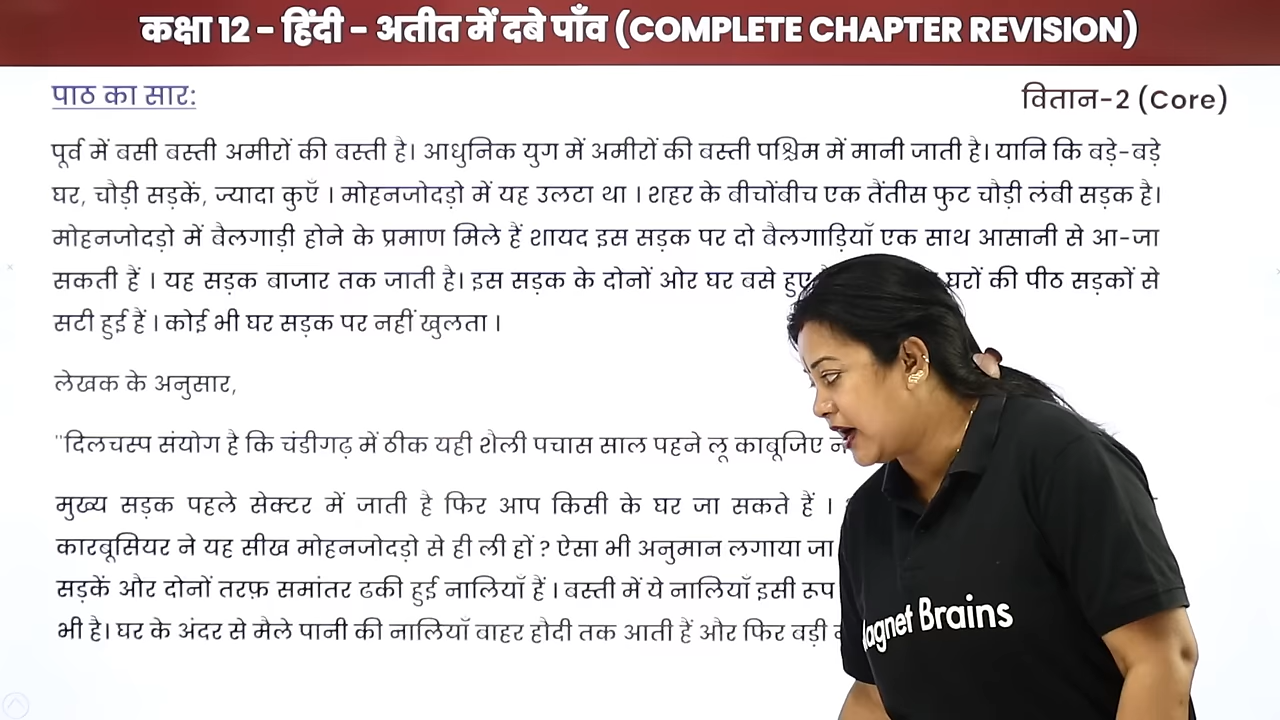 कक्षा 12 - हिंदी - अतीत में दबे पाँव (COMPLETE CHAPTER REVISION)
पाठ का सार:
वितान-2 (Core)
पूर्व में बसी बस्ती अमीरों की बस्ती है। आधुनिक युग में अमीरों की बस्ती पश्चिम में मानी जाती है। यानि कि बड़े-बड़े
घर, चौड़ी सड़कें, ज्यादा कुएँ । मोहनजोदड़ो में यह उलटा था । शहर के बीचोंबीच एक तैंतीस फुट चौड़ी लंबी सड़क है।
मोहनजोदड़ो में बैलगाड़ी होने के प्रमाण मिले हैं शायद इस सड़क पर दो बैलगाड़ियाँ एक साथ आसानी से आ-जा
सकती हैं । यह सड़क बाजार तक जाती है। इस सड़क के दोनों ओर घर बसे हुए घरों की पीठ सड़कों से
सटी हुई हैं । कोई भी घर सड़क पर नहीं खुलता ।
लेखक के अनुसार,
"दिलचस्प संयोग है कि चंडीगढ़ में ठीक यही शैली पचास साल पहने लू काबूजिए
मुख्य सड़क पहले सेक्टर में जाती है फिर आप किसी के घर जा सकते हैं ।
कारबूसियर ने यह सीख मोहनजोदड़ो से ही ली हों ? ऐसा भी अनुमान लगाया जा
सड़कें और दोनों तरफ़ समांतर ढकी हुई नालियाँ हैं । बस्ती में ये नालियाँ इसी रूप
भी है। घर के अंदर से मैले पानी की नालियाँ बाहर हौदी तक आती हैं और फिर बड़ी
agnet Brains